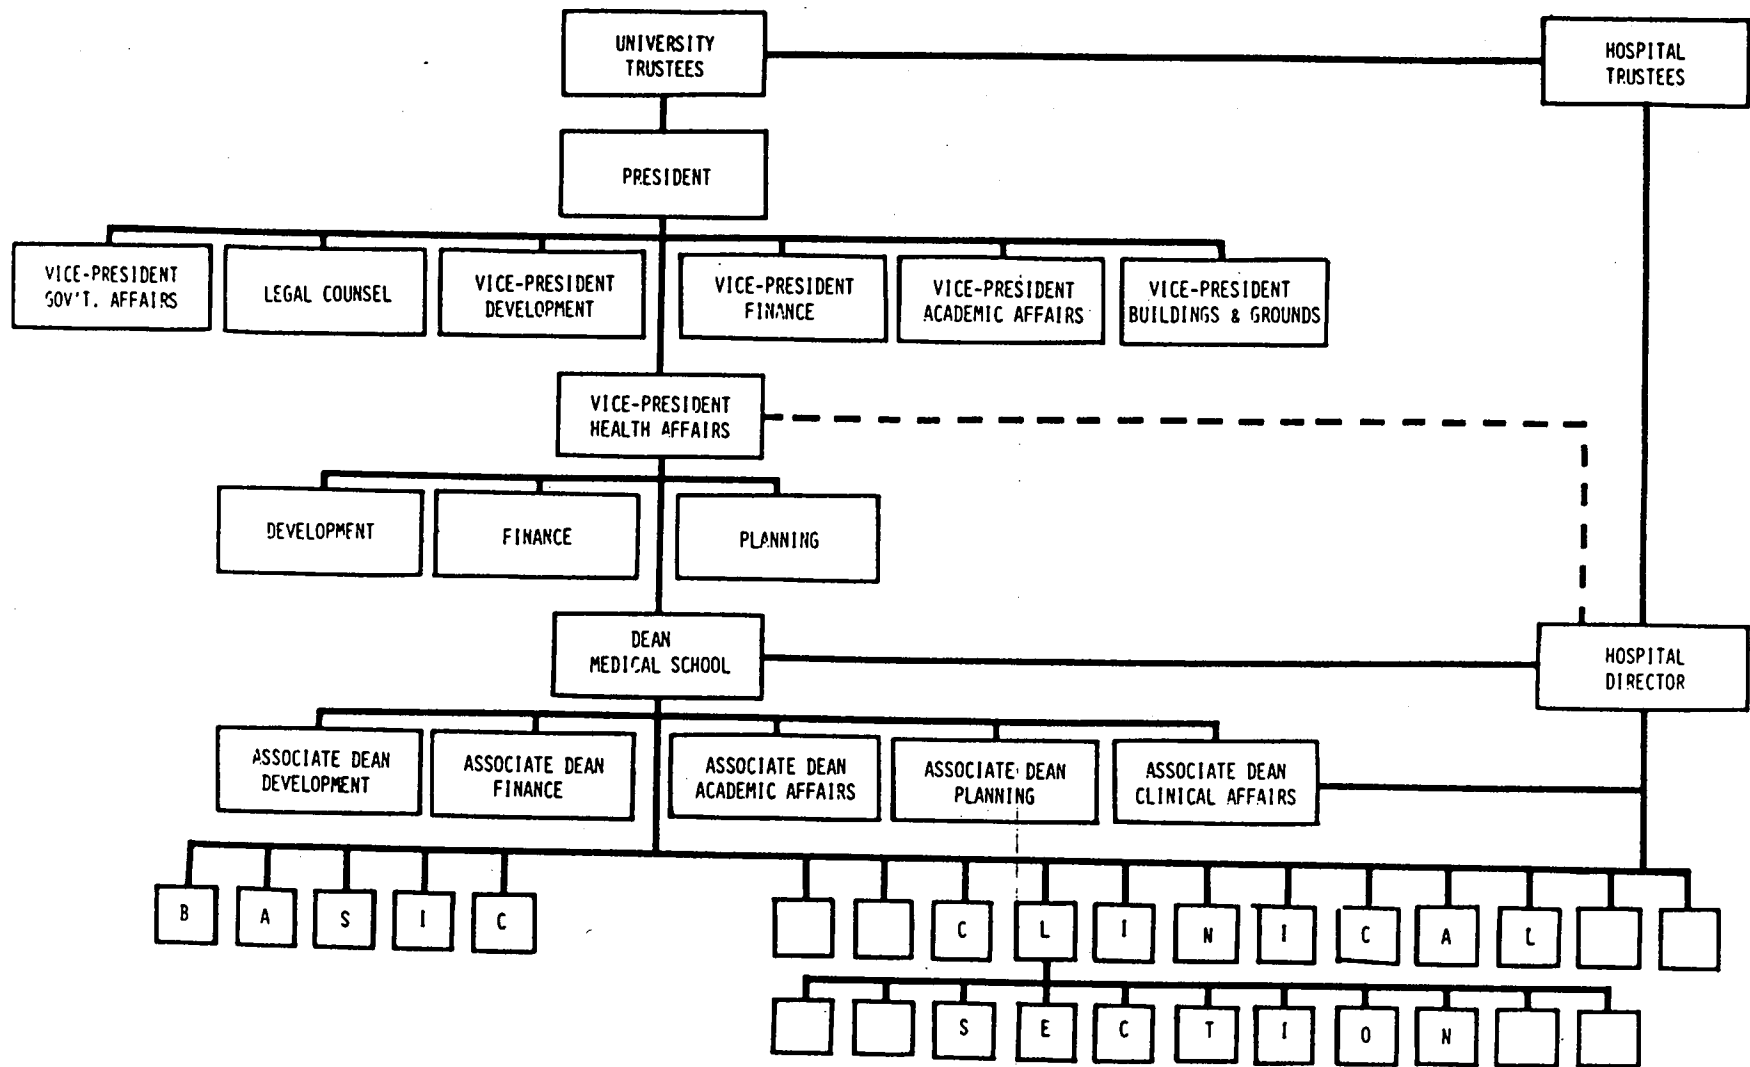 UNIVERSITY
TRUSTEES
HOSPITAL
TRUSTEES
PRESIDENT
VICE-PRESIDENT
GOV'T. AFFAIRS
LEGAL COUNSEL
VICE-PRESIDENT
DEVELOPMENT
VICE-PRESIDENT
FINANCE
VICE-PRESIDENT
ACADEMIC AFFAIRS
VICE-PRESIDENT
BUILDINGS & GROUNDS
VICE-PRESIDENT
HEALTH AFFAIRS
DEVELOPMENT
FINANCE
PLANNING
DEAN
MEDICAL SCHOOL
HOSPITAL
DIRECTOR
ASSOCIATE DEAN
DEVELOPMENT
ASSOCIATE DEAN
FINANCE
ASSOCIATE DEAN
ACADEMIC AFFAIRS
ASSOCIATE DEAN
PLANNING
ASSOCIATE DEAN
CLINICAL AFFAIRS
B A S I C
C L I N I C A L
S E C T I O N